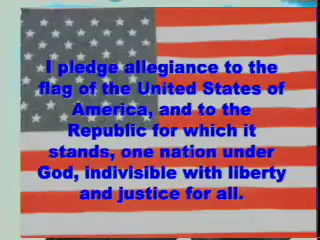 I pledge allegiance to the
flag of the United States of
America, and to the
Republic for which it
stands, one nation under
God, indivisible with liberty
and justice for all.